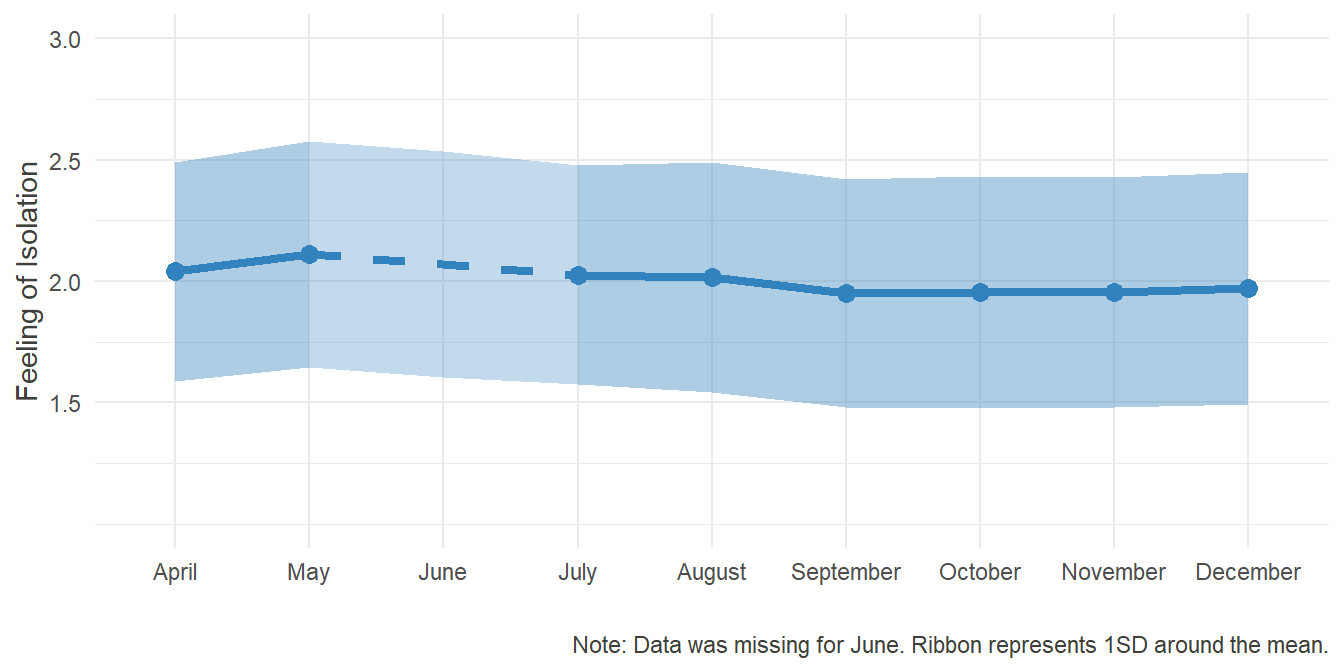 Feeling of Isolation
3.0
2.5
2.0
1.5
April May June July August September October November December
Note: Data was missing for June. Ribbon represents 1SD around the mean.